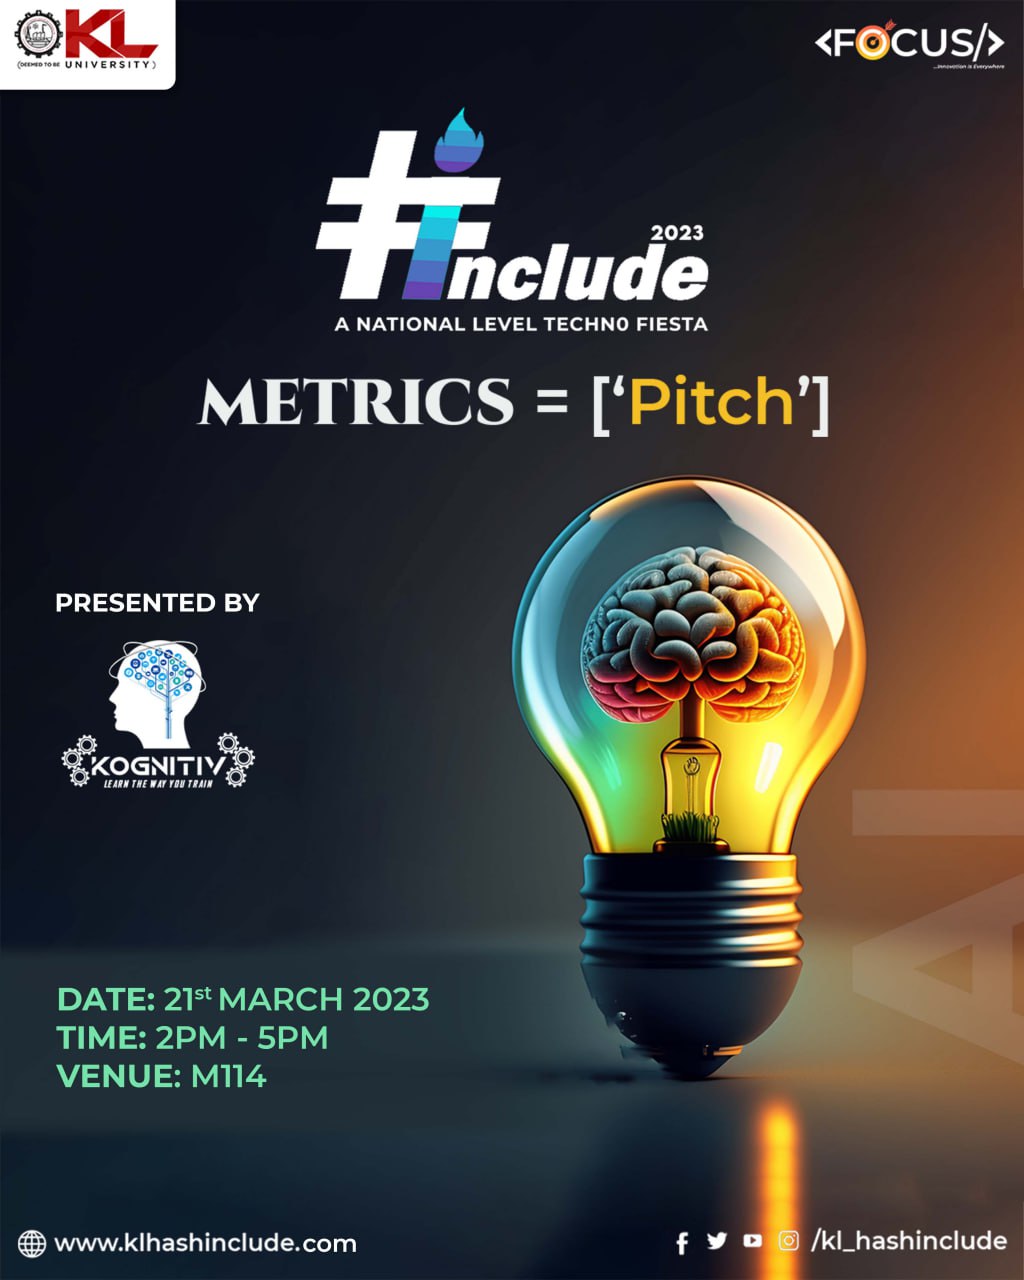 KL
(DEEMED TO BE UNIVERSITY)
<FOCUS/>
...Innovation is Everywhere
#include
2023
A NATIONAL LEVEL TECHN0 FIESTA
METRICS = [‘Pitch’]
PRESENTED BY
KOGNITIV
LEARN THE WAY YOU TRAIN
AI
DATE: 21st MARCH 2023
TIME: 2PM - 5PM
VENUE: M114
www.klhashinclude.com
/kl_hashinclude